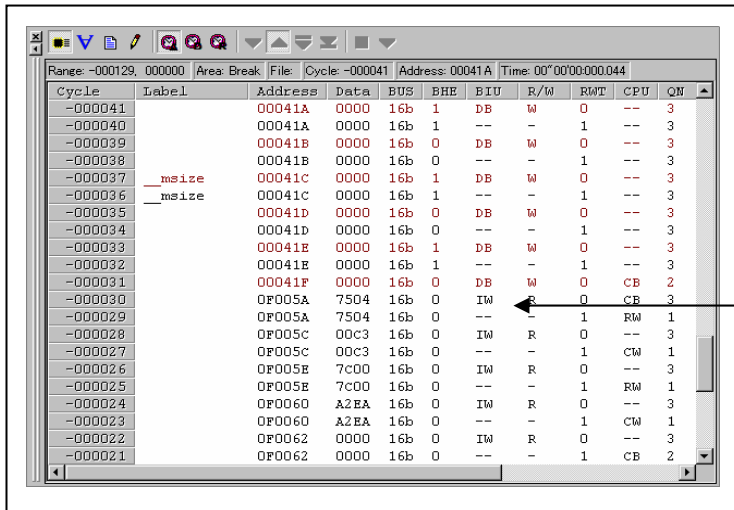 Range: -000129, 000000 Area: Break File: Cycle: -000041 Address: 00041A Time: 00"00'00:000.044
Cycle Label Address Data BUS BHE BIU R/W RWT CPU QN
-000041 00041A 0000 16b 1 DB W 0 -- 3
-000040 00041A 0000 16b 1 -- - 1 -- 3
-000039 00041B 0000 16b 0 DB W 0 -- 3
-000038 00041B 0000 16b 0 -- - 1 -- 3
-000037 __msize 00041C 0000 16b 1 DB W 0 -- 3
-000036 __msize 00041C 0000 16b 1 -- - 1 -- 3
-000035 00041D 0000 16b 0 DB W 0 -- 3
-000034 00041D 0000 16b 0 -- - 1 -- 3
-000033 00041E 0000 16b 1 DB W 0 -- 3
-000032 00041E 0000 16b 1 -- - 1 -- 3
-000031 00041F 0000 16b 0 DB W 0 CB 2
-000030 0F005A 7504 16b 0 IW R 0 CB 3
-000029 0F005A 7504 16b 0 -- - 1 RW 1
-000028 0F005C 00C3 16b 0 IW R 0 -- 3
-000027 0F005C 00C3 16b 0 -- - 1 CW 1
-000026 0F005E 7C00 16b 0 IW R 0 -- 3
-000025 0F005E 7C00 16b 0 -- - 1 RW 1
-000024 0F0060 A2EA 16b 0 IW R 0 -- 3
-000023 0F0060 A2EA 16b 0 -- - 1 CW 1
-000022 0F0062 0000 16b 0 IW R 0 -- 3
-000021 0F0062 0000 16b 0 -- - 1 CB 2